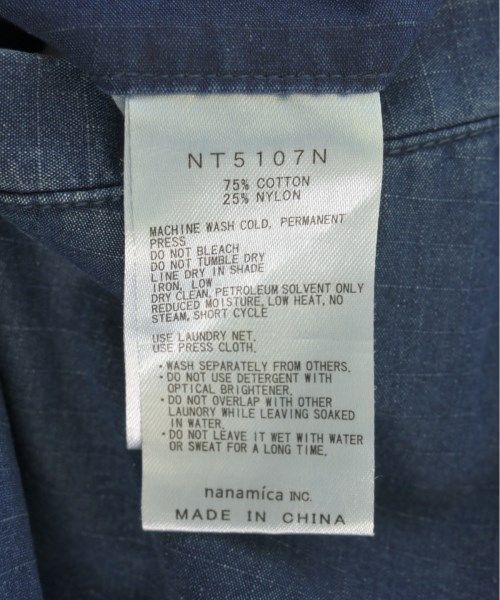 NT5107N
75% COTTON
25% NYLON
MACHINE WASH COLD, PERMANENT
PRESS
DO NOT BLEACH
DO NOT TUMBLE DRY
LINE DRY IN SHADE
IRON, LOW
DRY CLEAN, PETROLEUM SOLVENT ONLY
REDUCED MOISTURE, LOW HEAT, NO
STEAM, SHORT CYCLE
USE LAUNDRY NET.
USE PRESS CLOTH.
・WASH SEPARATELY FROM OTHERS.
・DO NOT USE DETERGENT WITH
OPTICAL BRIGHTENER.
・DO NOT OVERLAP WITH OTHER
LAUNORY WHILE LEAVING SOAKED
IN WATER.
・DO NOT LEAVE IT WET WITH WATER
OR SWEAT FOR A LONG TIME.
nanamica INC.
MADE IN CHINA